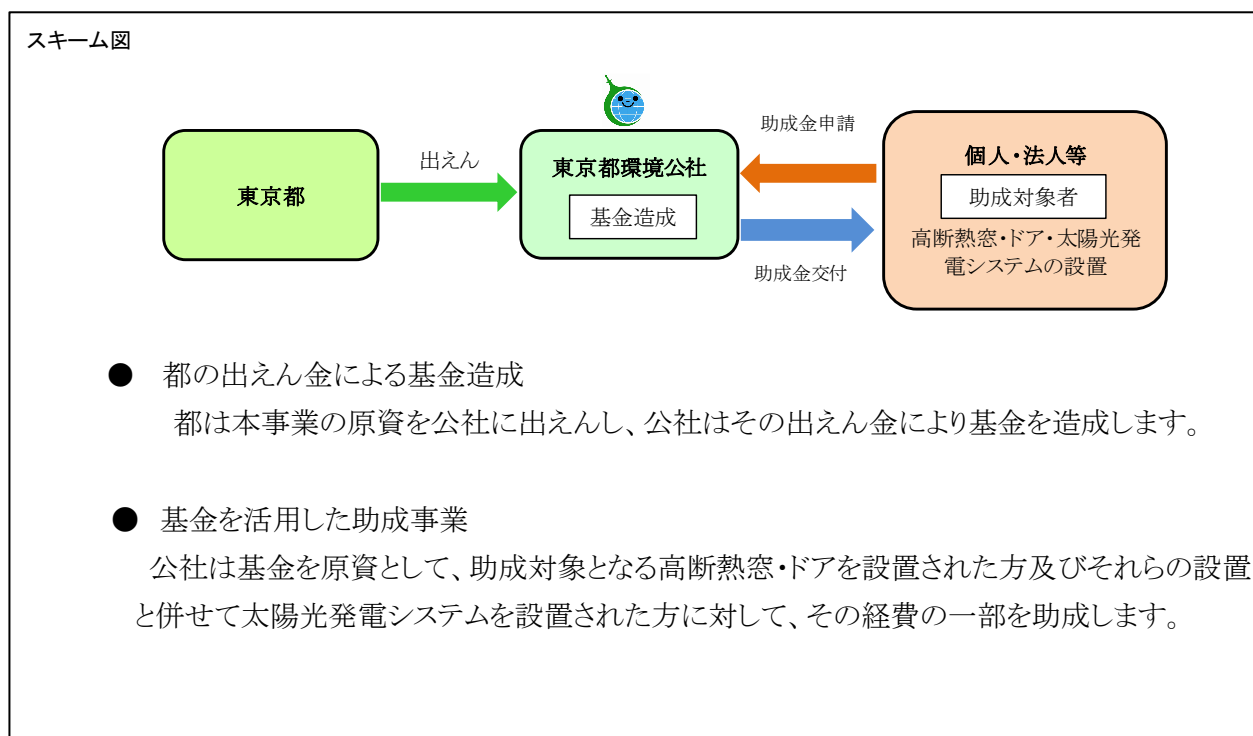 スキーム図
東京都
出えん
東京都環境公社
基金造成
助成金申請
助成金交付
個人・法人等
助成対象者
高断熱窓・ドア・太陽光発
電システムの設置
● 都の出えん金による基金造成
都は本事業の原資を公社に出えんし、公社はその出えん金により基金を造成します。
● 基金を活用した助成事業
公社は基金を原資として、助成対象となる高断熱窓・ドアを設置された方及びそれらの設置
と併せて太陽光発電システムを設置された方に対して、その経費の一部を助成します。